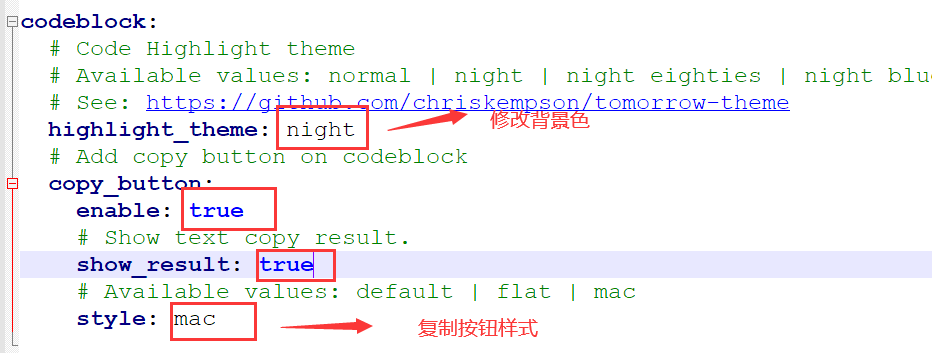 codeblock:
# Code Highlight theme
# Available values: normal | night | night eighties | night blu
# See: https://github.com/chriskempson/tomorrow-theme
highlight_theme: night 修改背景色
# Add copy button on codeblock
copy_button:
enable: true
# Show text copy result.
show_result: true
# Available values: default | flat | mac
style: mac 复制按钮样式